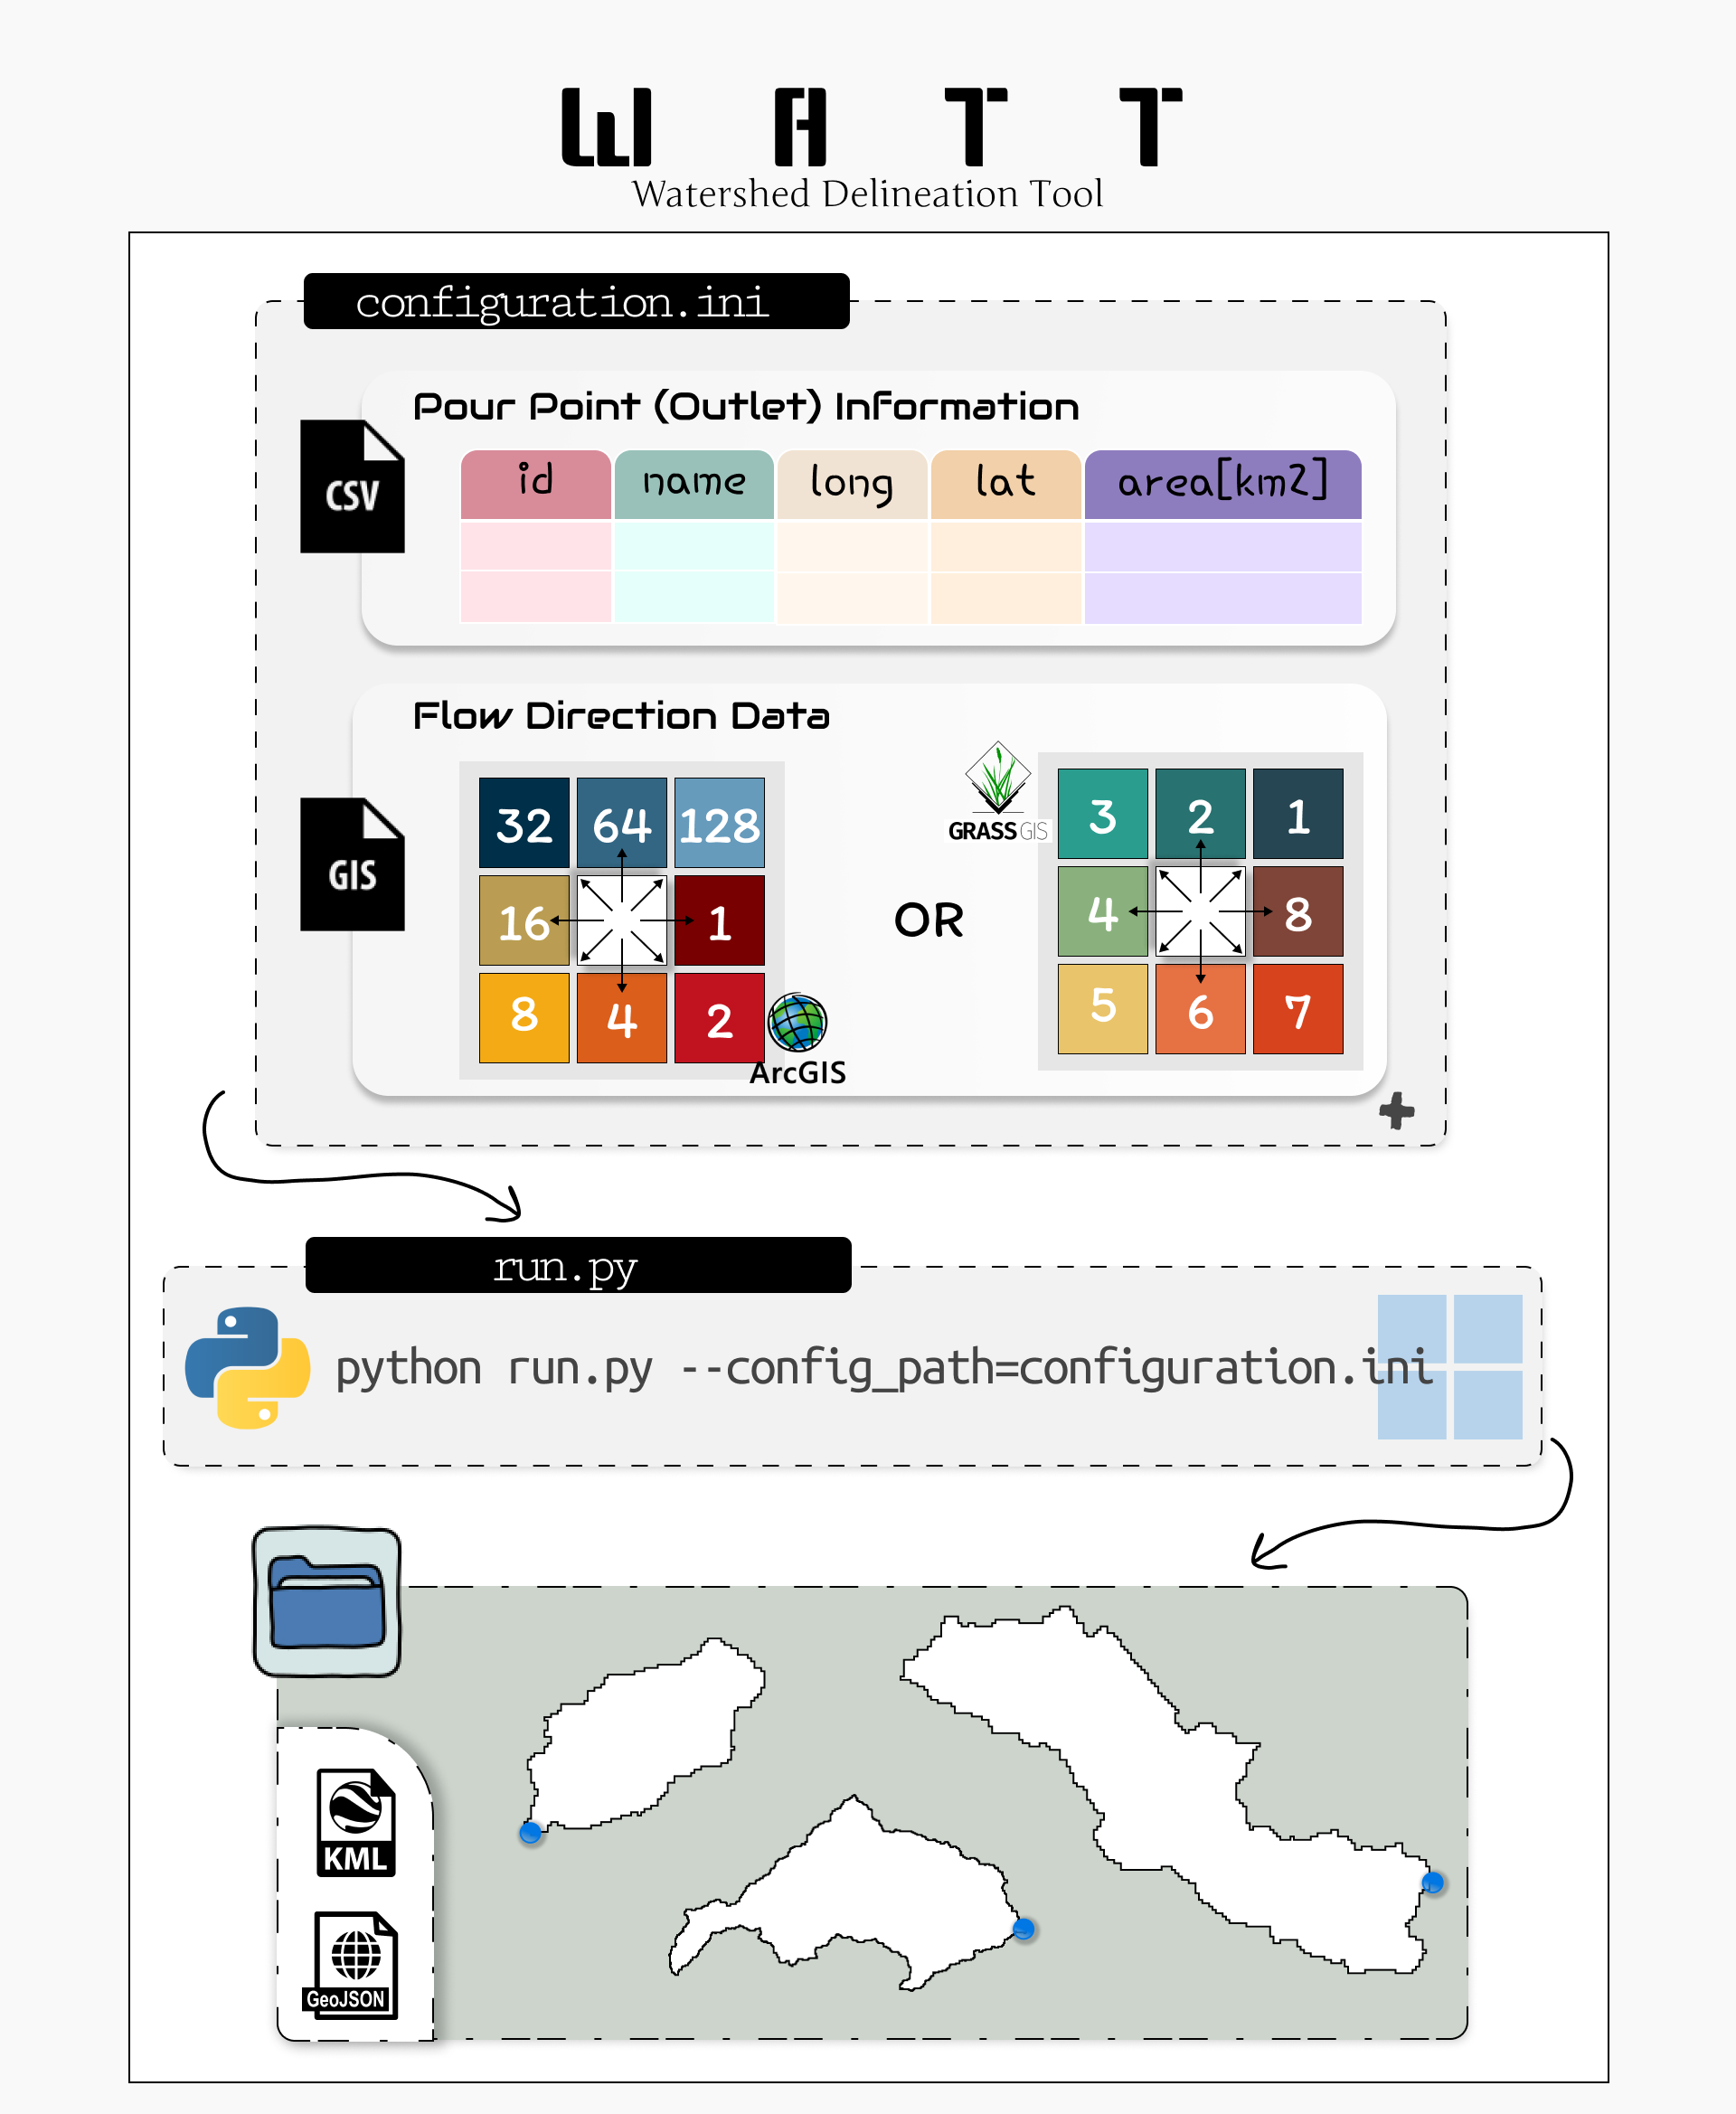 W A T T
Watershed Delineation Tool
configuration.ini
Pour Point (Outlet) Information
CSV
id name long lat area[km2]
Flow Direction Data
GIS
32 64 128
16 1
8 4 2
ArcGIS
OR
GRASS GIS
3 2 1
4 8
5 6 7
run.py
python run.py --config_path=configuration.ini
KML
GeoJSON